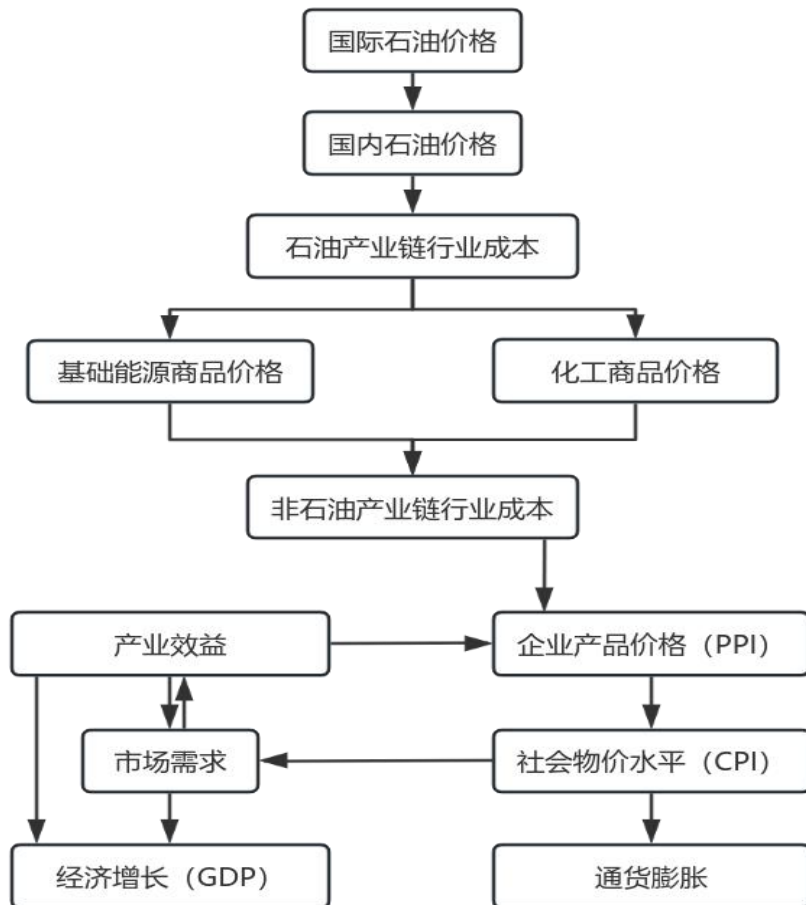 国际石油价格
国内石油价格
石油产业链行业成本
基础能源商品价格
化工商品价格
非石油产业链行业成本
产业效益
企业产品价格（PPI）
市场需求
社会物价水平（CPI）
经济增长（GDP）
通货膨胀